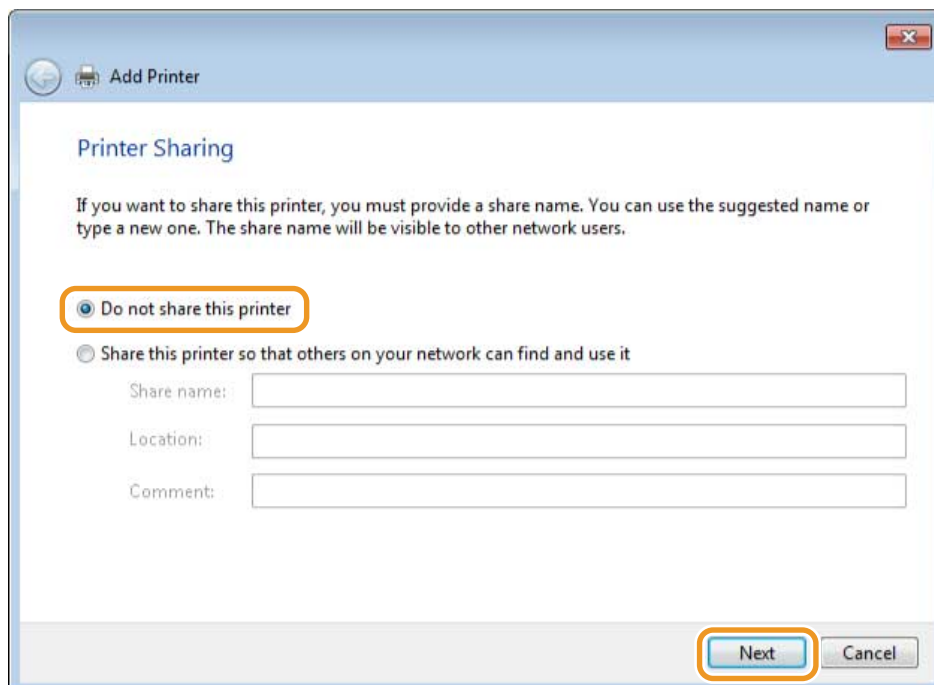 Add Printer
Printer Sharing
If you want to share this printer, you must provide a share name. You can use the suggested name or
type a new one. The share name will be visible to other network users.
Do not share this printer
Share this printer so that others on your network can find and use it
Share name:
Location:
Comment:
Next Cancel